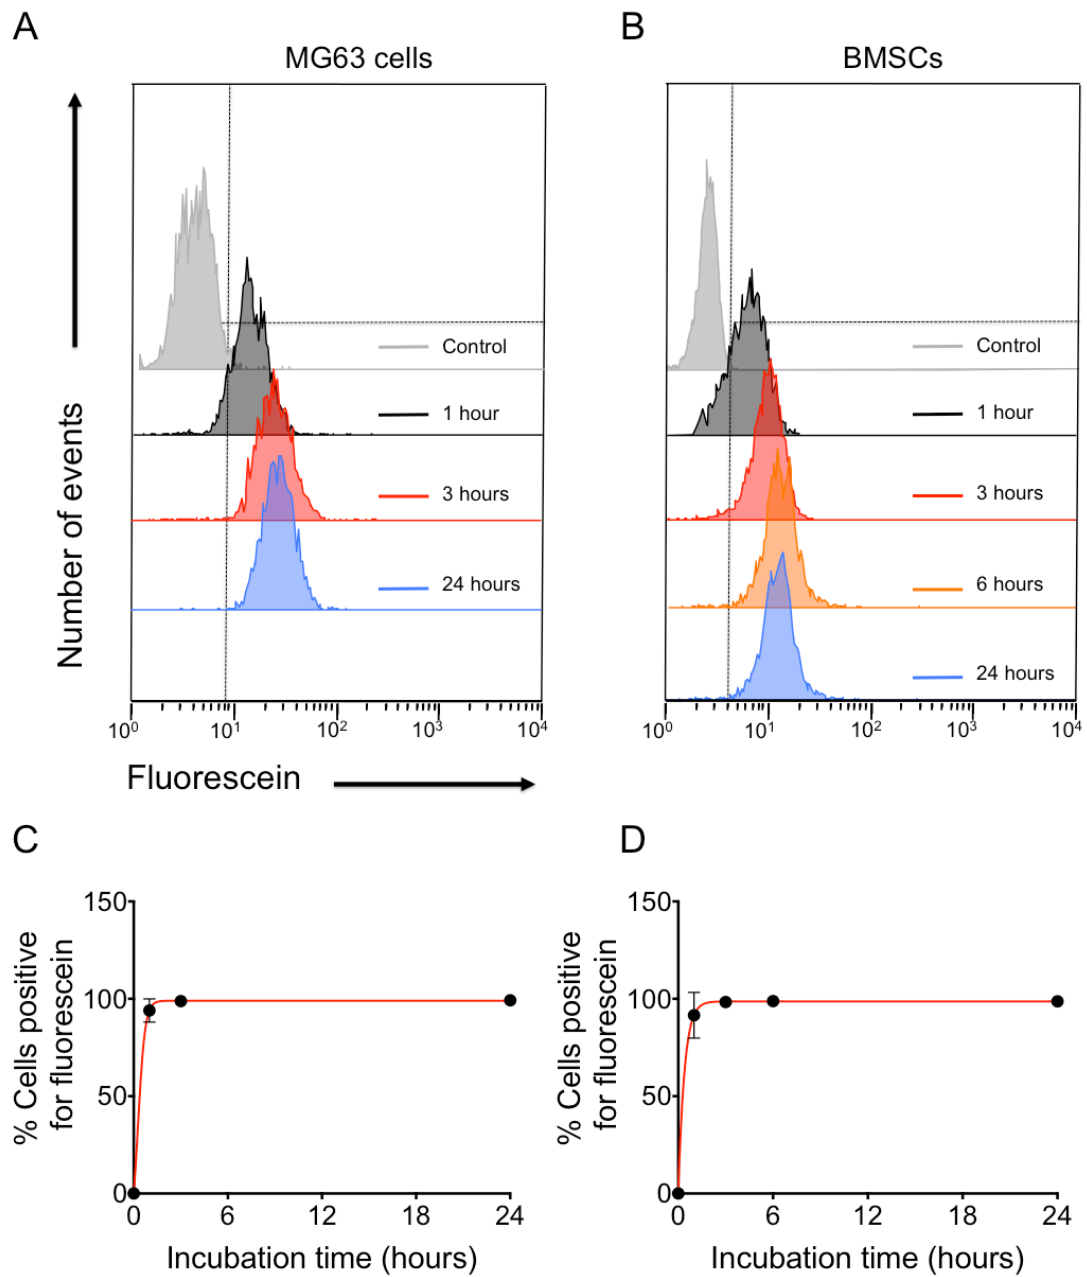 A
B
MG63 cells
BMSCs
Number of events
Control
1 hour
3 hours
24 hours
Control
1 hour
3 hours
6 hours
24 hours
10⁰ 10¹ 10² 10³ 10⁴
10⁰ 10¹ 10² 10³ 10⁴
Fluorescein
C
D
% Cells positive
for fluorescein
150
100
50
0
0 6 12 18 24
Incubation time (hours)
% Cells positive
for fluorescein
150
100
50
0
0 6 12 18 24
Incubation time (hours)